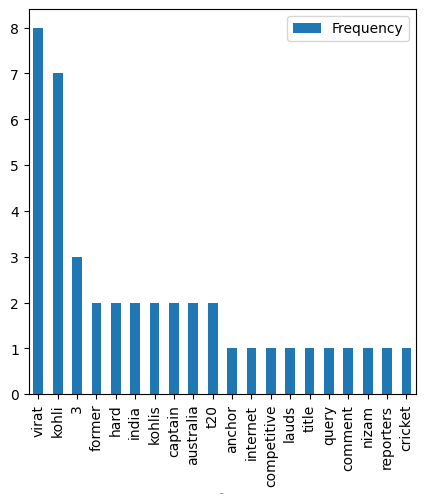 Frequency
8
7
6
5
4
3
2
1
0
virat
kohli
3
former
hard
india
kohlis
captain
australia
t20
anchor
internet
competitive
lauds
title
query
comment
nizam
reporters
cricket